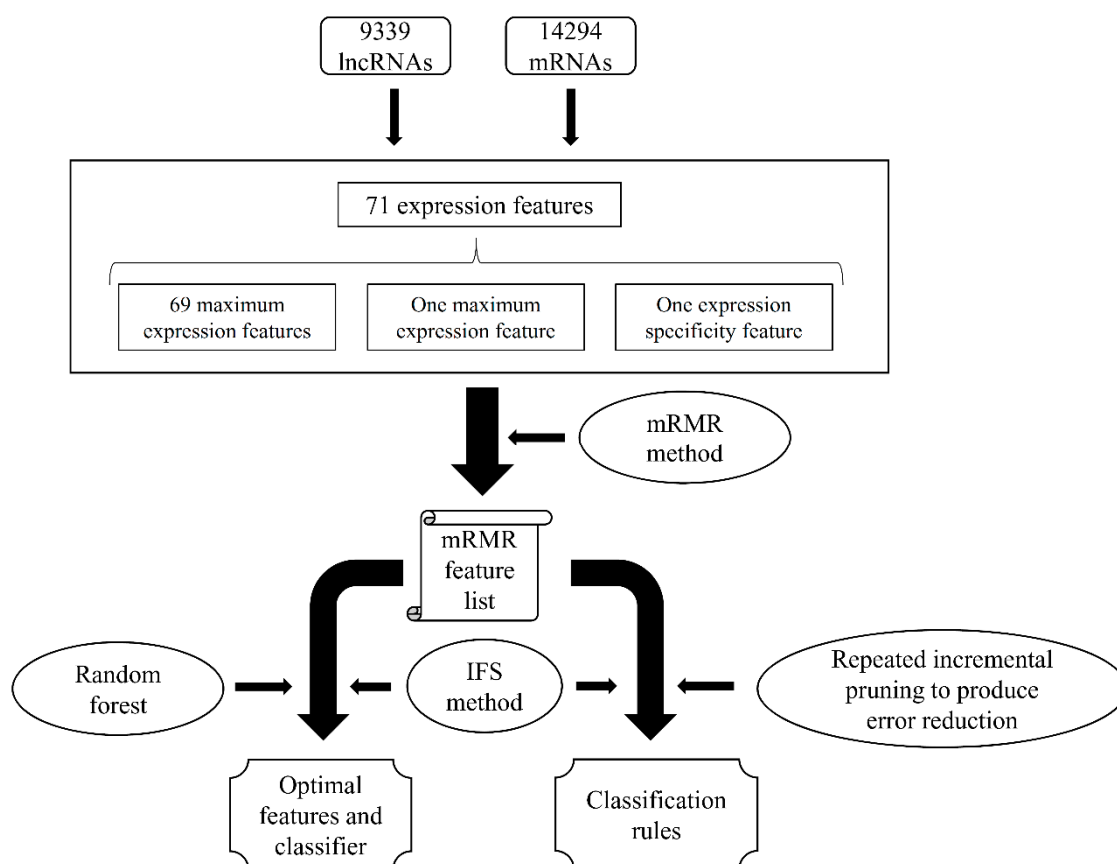 9339
lncRNAs
14294
mRNAs
71 expression features
69 maximum
expression features
One maximum
expression feature
One expression
specificity feature
mRMR
method
mRMR
feature
list
Random
forest
IFS
method
Repeated incremental
pruning to produce
error reduction
Optimal
features and
classifier
Classification
rules